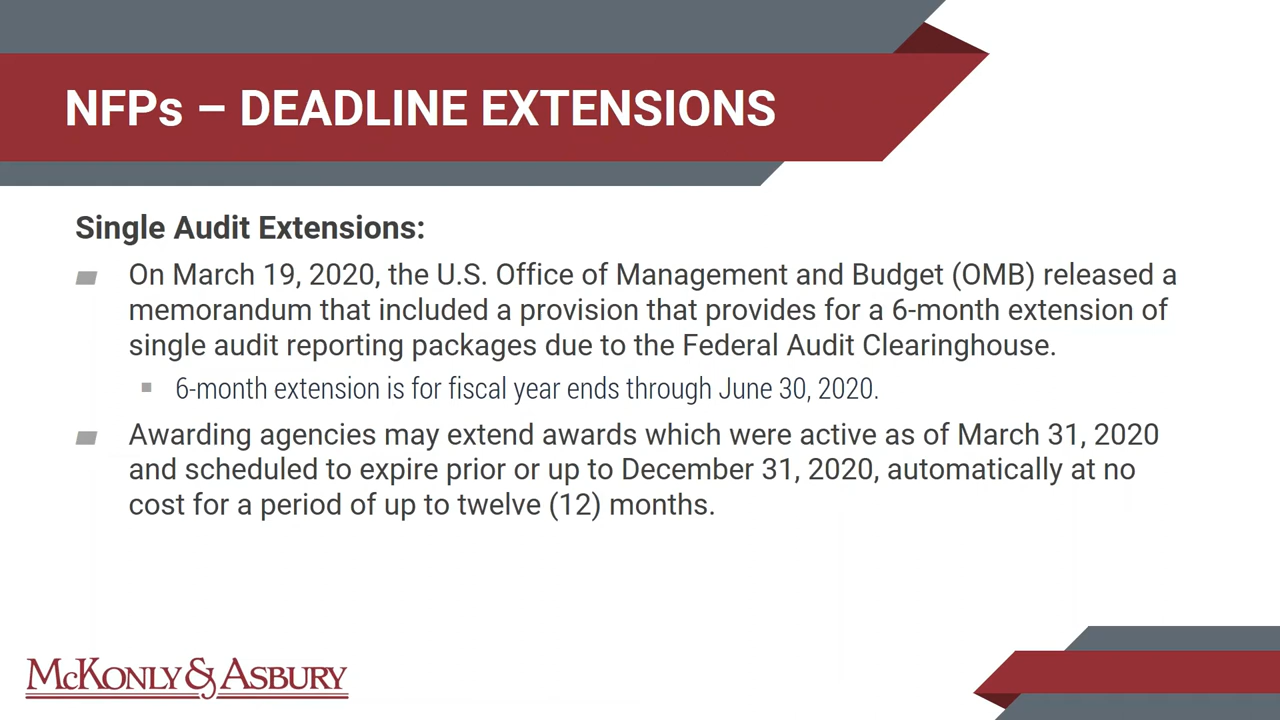 NFPs – DEADLINE EXTENSIONS
Single Audit Extensions:
On March 19, 2020, the U.S. Office of Management and Budget (OMB) released a
memorandum that included a provision that provides for a 6-month extension of
single audit reporting packages due to the Federal Audit Clearinghouse.
6-month extension is for fiscal year ends through June 30, 2020.
Awarding agencies may extend awards which were active as of March 31, 2020
and scheduled to expire prior or up to December 31, 2020, automatically at no
cost for a period of up to twelve (12) months.
McKonly & Asbury